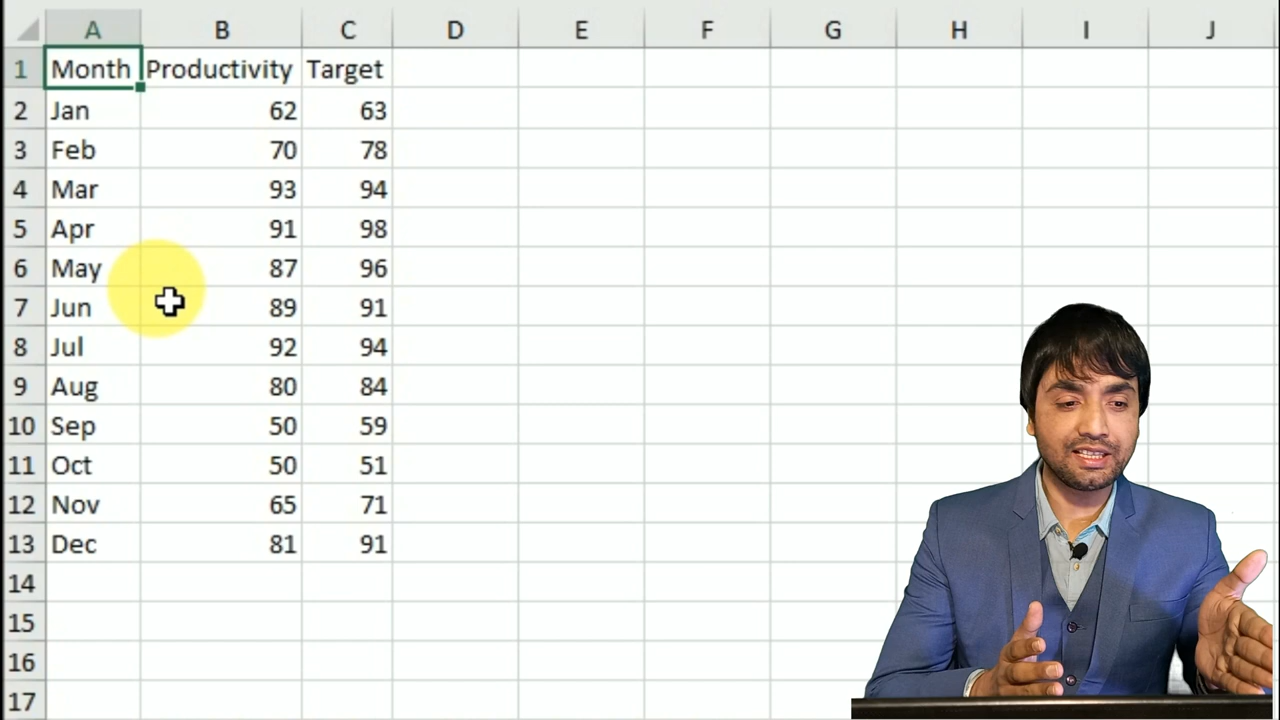 A B C D E F G H I J
1 Month Productivity Target
2 Jan 62 63
3 Feb 70 78
4 Mar 93 94
5 Apr 91 98
6 May 87 96
7 Jun 89 91
8 Jul 92 94
9 Aug 80 84
10 Sep 50 59
11 Oct 50 51
12 Nov 65 71
13 Dec 81 91
14
15
16
17